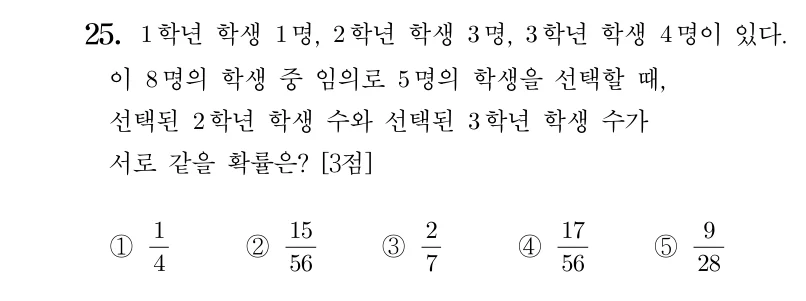 25. 1학년 학생 1명, 2학년 학생 3명, 3학년 학생 4명이 있다.
이 8명의 학생 중 임의로 5명의 학생을 선택할 때,
선택된 2학년 학생 수와 선택된 3학년 학생 수가
서로 같을 확률은? [3점]
① 1/4 ② 15/56 ③ 2/7 ④ 17/56 ⑤ 9/28